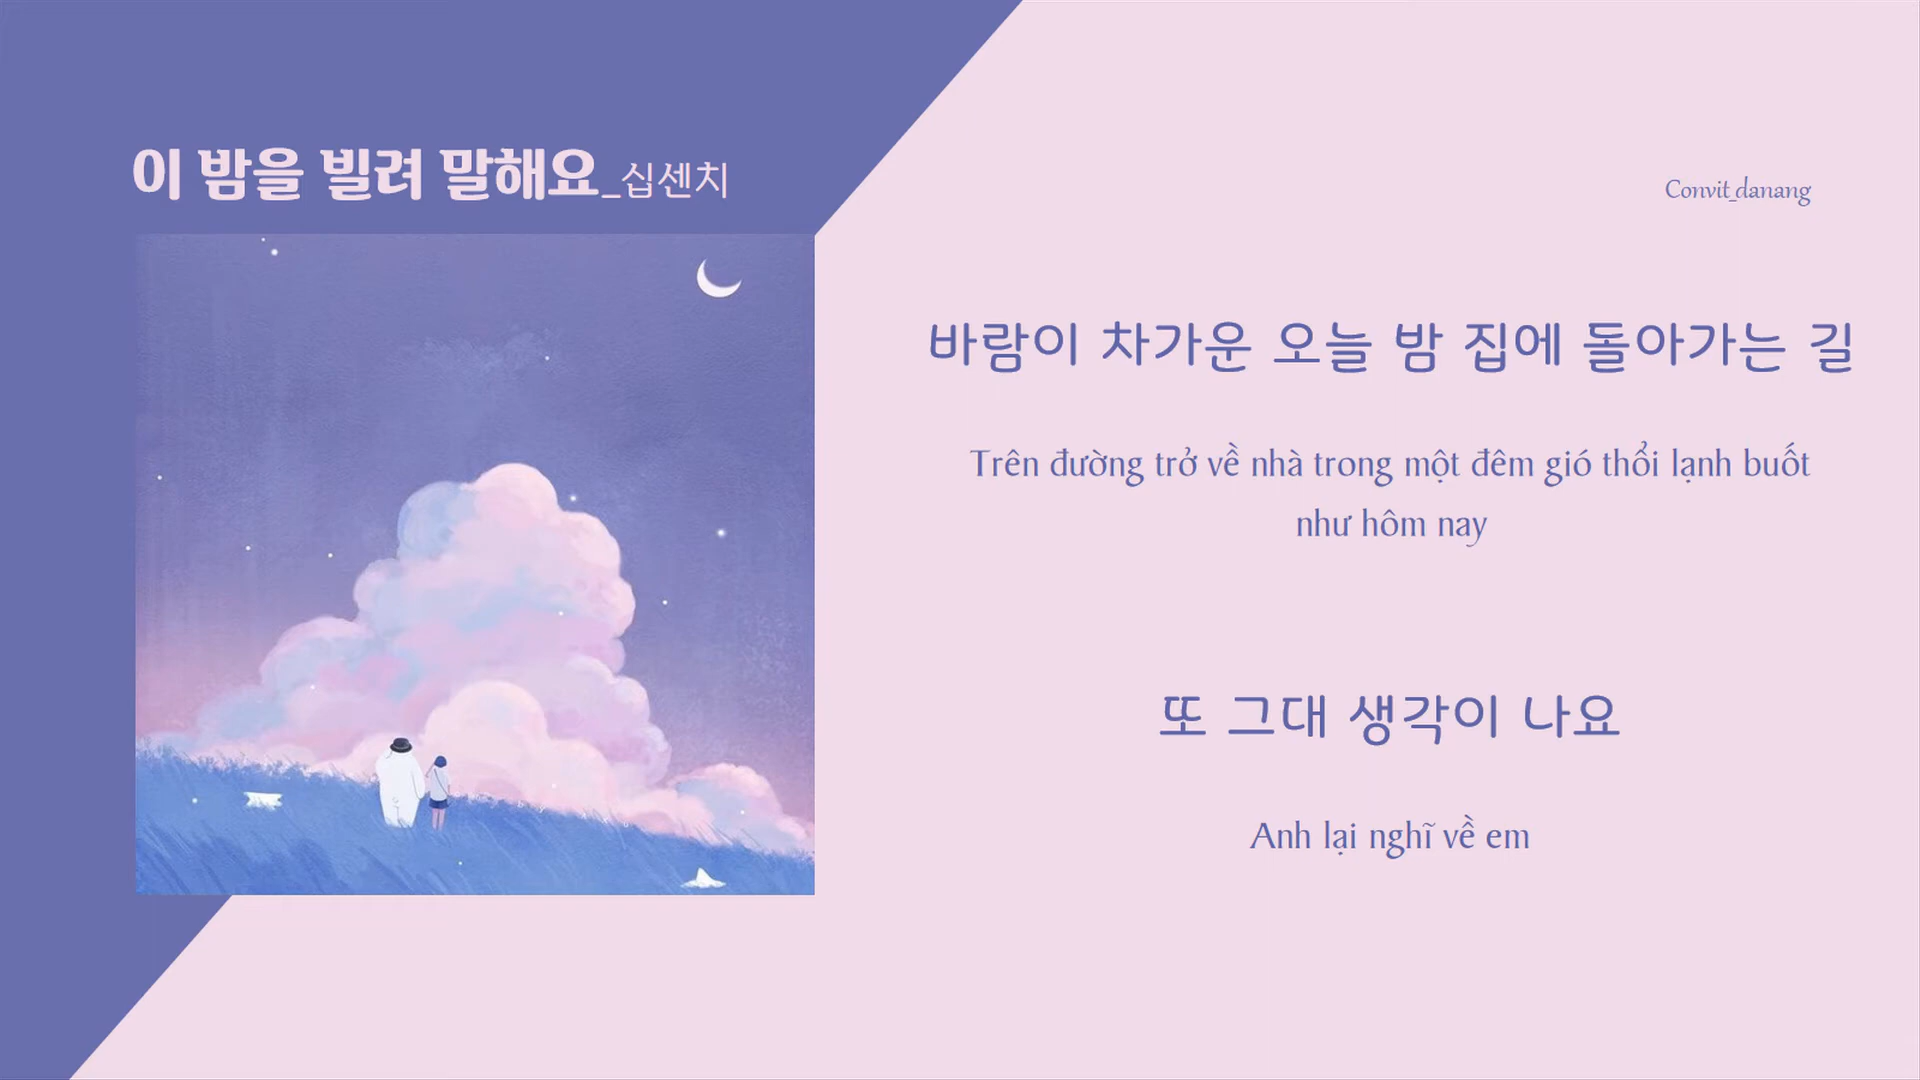 이 밤을 빌려 말해요_십센치
Convit_danang
바람이 차가운 오늘 밤 집에 돌아가는 길
Trên đường trở về nhà trong một đêm gió thổi lạnh buốt
như hôm nay
또 그대 생각이 나요
Anh lại nghĩ về em